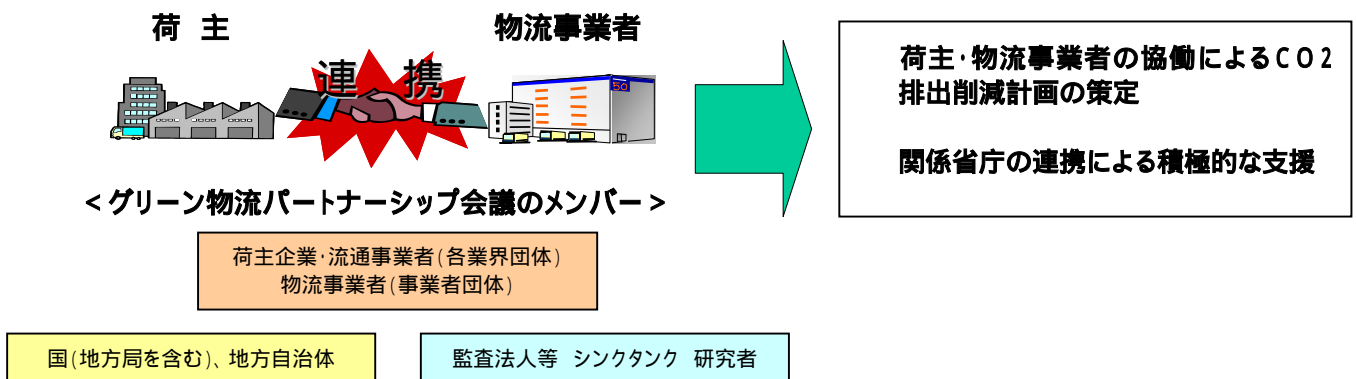 荷 主
物流事業者
連 携
50
荷主・物流事業者の協働によるCO2
排出削減計画の策定
関係省庁の連携による積極的な支援
<グリーン物流パートナーシップ会議のメンバー>
荷主企業・流通事業者(各業界団体)
物流事業者(事業者団体)
国(地方局を含む)、地方自治体
監査法人等 シンクタンク 研究者